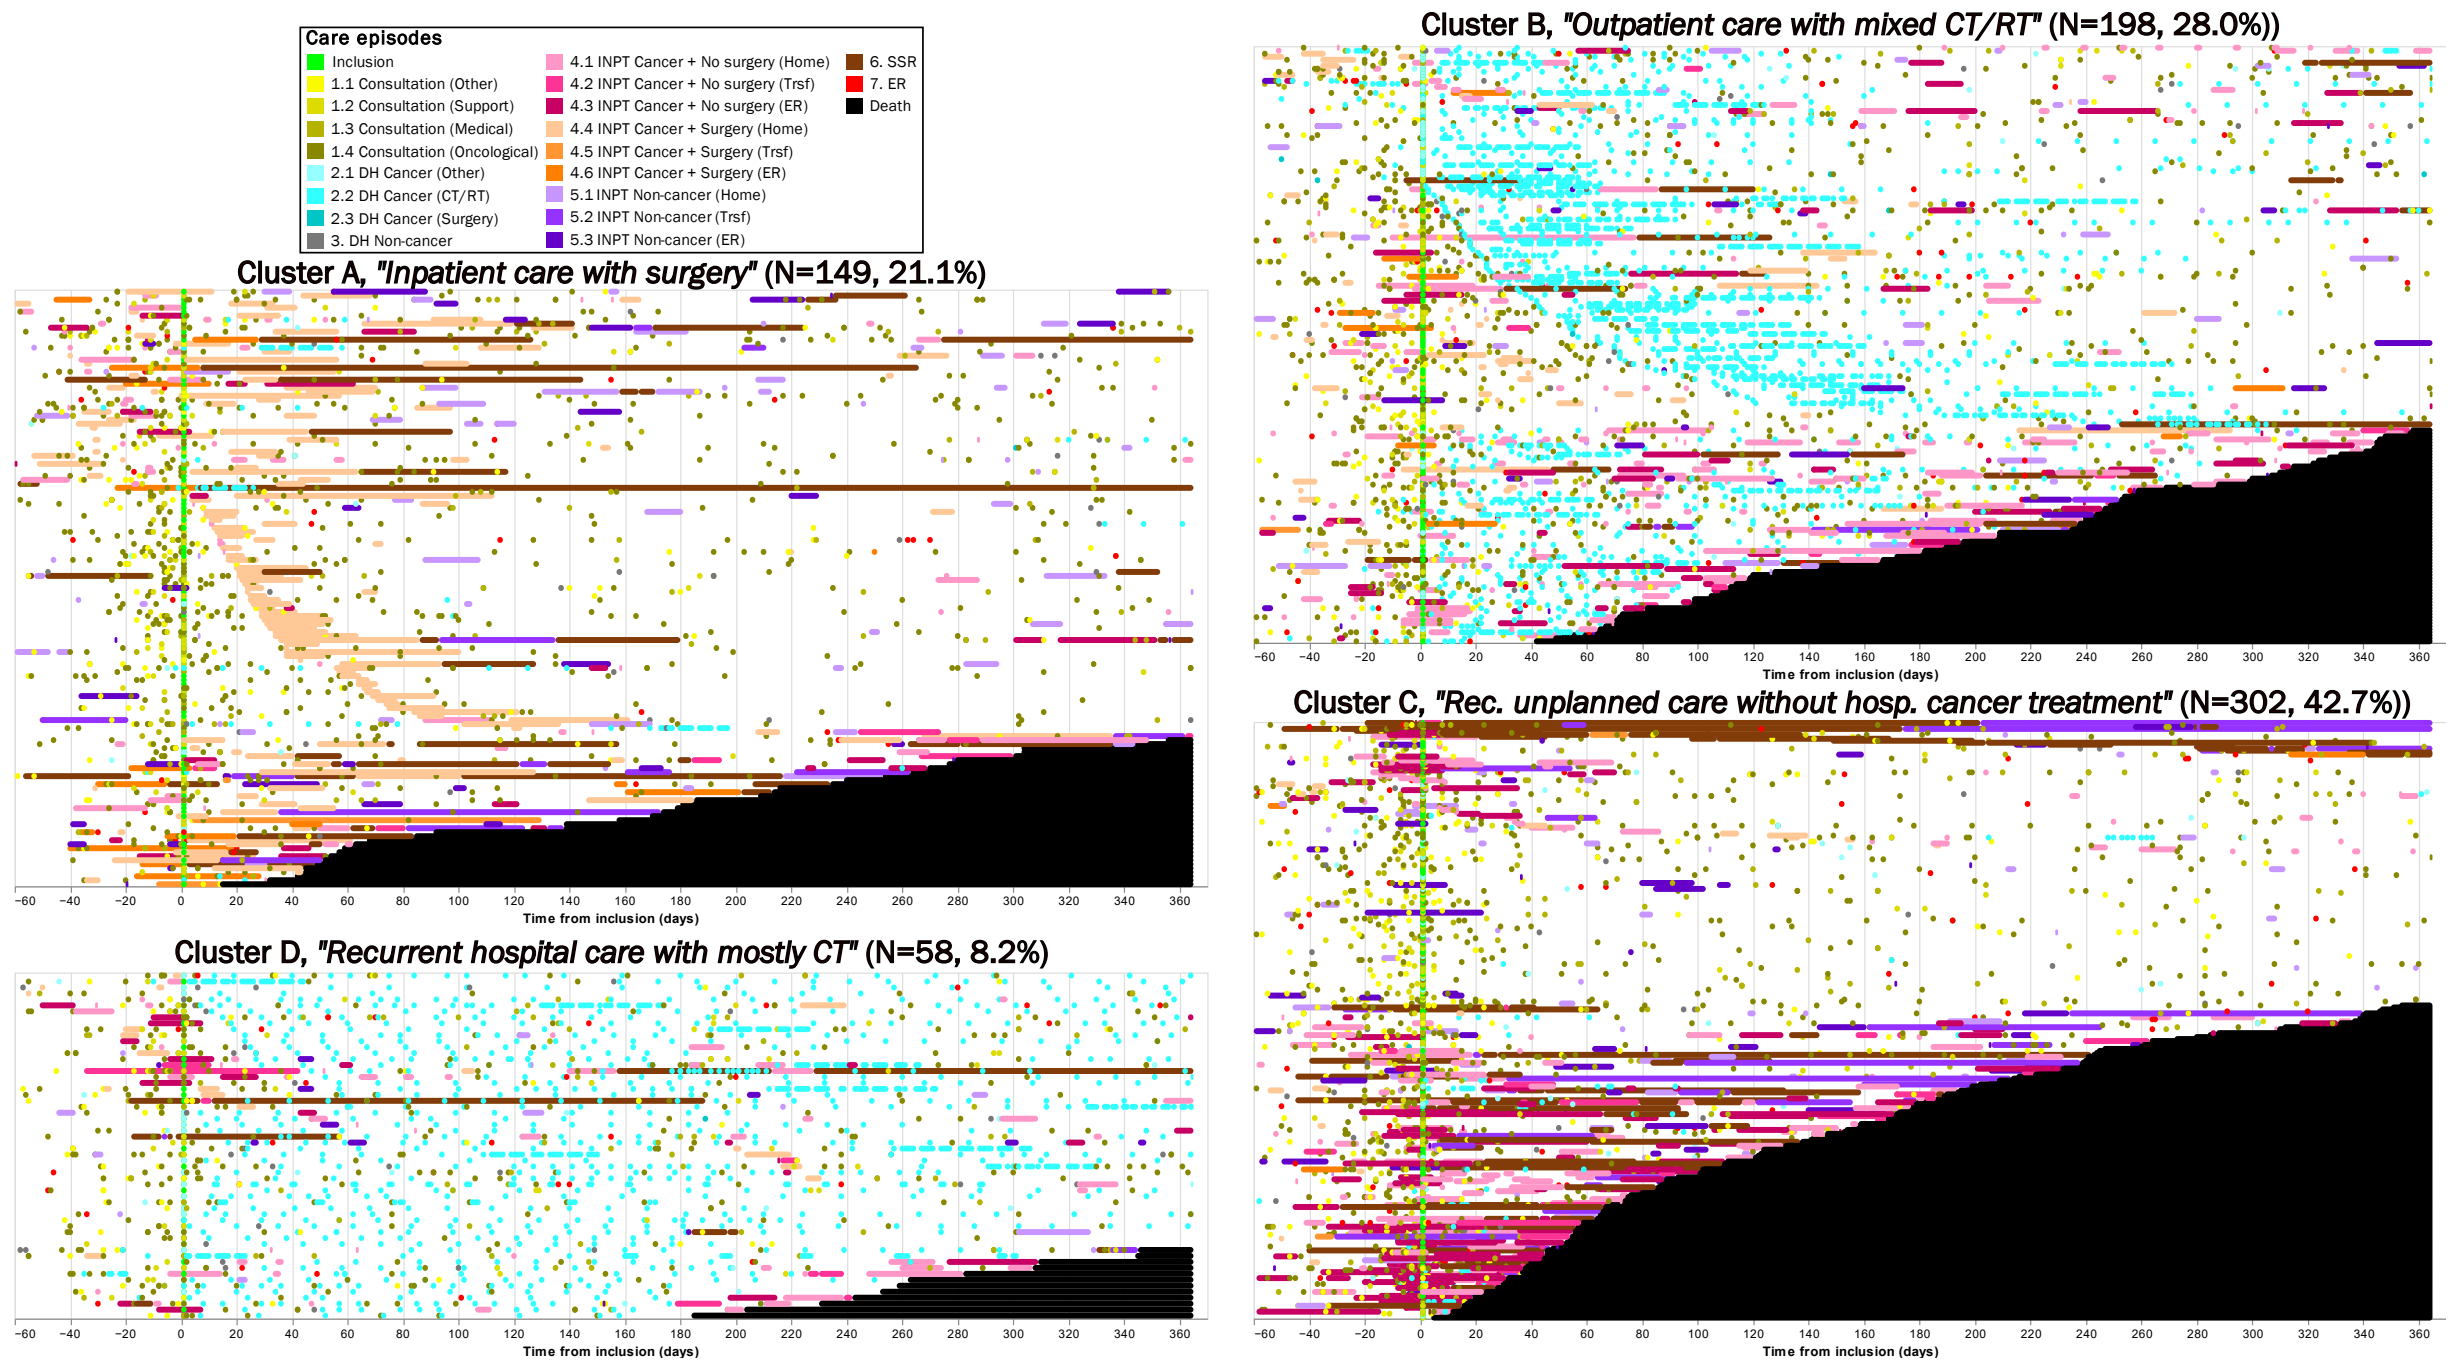 Care episodes
Inclusion
1.1 Consultation (Other)
1.2 Consultation (Support)
1.3 Consultation (Medical)
1.4 Consultation (Oncological)
2.1 DH Cancer (Other)
2.2 DH Cancer (CT/RT)
2.3 DH Cancer (Surgery)
3. DH Non-cancer
4.1 INPT Cancer + No surgery (Home)
4.2 INPT Cancer + No surgery (Trsf)
4.3 INPT Cancer + No surgery (ER)
4.4 INPT Cancer + Surgery (Home)
4.5 INPT Cancer + Surgery (Trsf)
4.6 INPT Cancer + Surgery (ER)
5.1 INPT Non-cancer (Home)
5.2 INPT Non-cancer (Trsf)
5.3 INPT Non-cancer (ER)
6. SSR
7. ER
Death
Cluster A, "Inpatient care with surgery" (N=149, 21.1%)
−60 −40 −20 0 20 40 60 80 100 120 140 160 180 200 220 240 260 280 300 320 340 360
Time from inclusion (days)
Cluster D, "Recurrent hospital care with mostly CT" (N=58, 8.2%)
−60 −40 −20 0 20 40 60 80 100 120 140 160 180 200 220 240 260 280 300 320 340 360
Time from inclusion (days)
Cluster B, "Outpatient care with mixed CT/RT" (N=198, 28.0%))
−60 −40 −20 0 20 40 60 80 100 120 140 160 180 200 220 240 260 280 300 320 340 360
Time from inclusion (days)
Cluster C, "Rec. unplanned care without hosp. cancer treatment" (N=302, 42.7%))
−60 −40 −20 0 20 40 60 80 100 120 140 160 180 200 220 240 260 280 300 320 340 360
Time from inclusion (days)